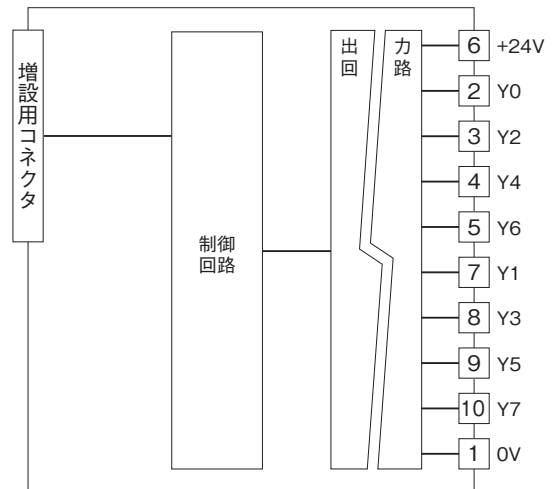 増設用コネクタ
制御
回路
出力
回路
6 +24V
2 Y0
3 Y2
4 Y4
5 Y6
7 Y1
8 Y3
9 Y5
10 Y7
1 0V